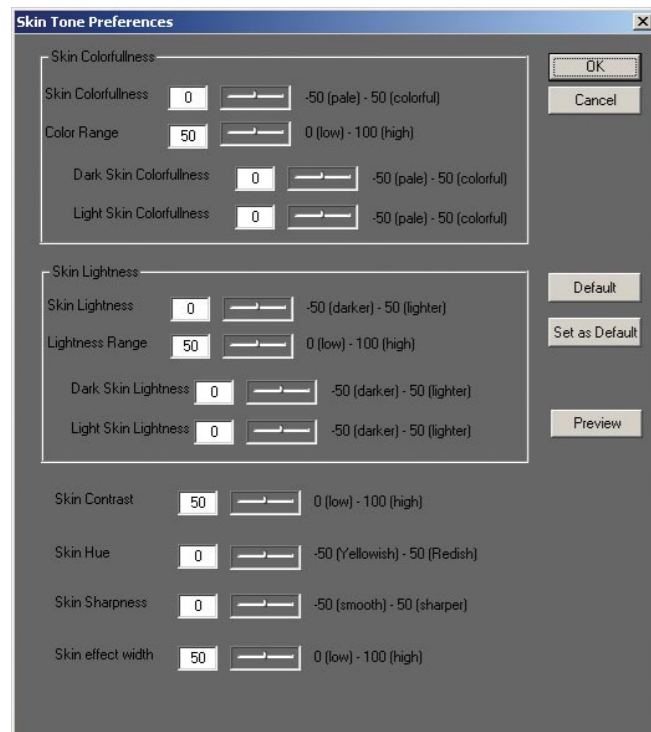 Skin Tone Preferences
Skin Colorfullness
Skin Colorfullness 0 -50 (pale) - 50 (colorful)
Color Range 50 0 (low) - 100 (high)
Dark Skin Colorfullness 0 -50 (pale) - 50 (colorful)
Light Skin Colorfullness 0 -50 (pale) - 50 (colorful)
OK
Cancel
Skin Lightness
Skin Lightness 0 -50 (darker) - 50 (lighter)
Lightness Range 50 0 (low) - 100 (high)
Dark Skin Lightness 0 -50 (darker) - 50 (lighter)
Light Skin Lightness 0 -50 (darker) - 50 (lighter)
Default
Set as Default
Preview
Skin Contrast 50 0 (low) - 100 (high)
Skin Hue 0 -50 (Yellowish) - 50 (Redish)
Skin Sharpness 0 -50 (smooth) - 50 (sharper)
Skin effect width 50 0 (low) - 100 (high)